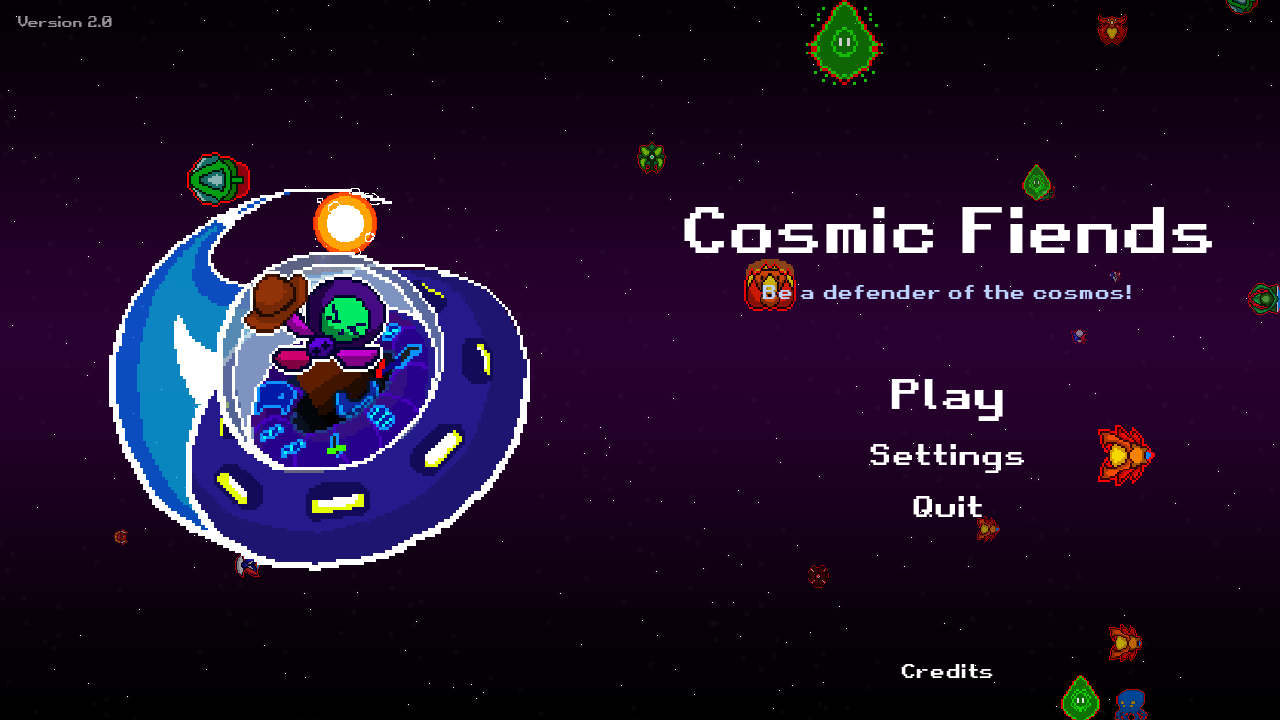 Version 2.0
Cosmic Fiends
Be a defender of the cosmos!
Play
Settings
Quit
Credits